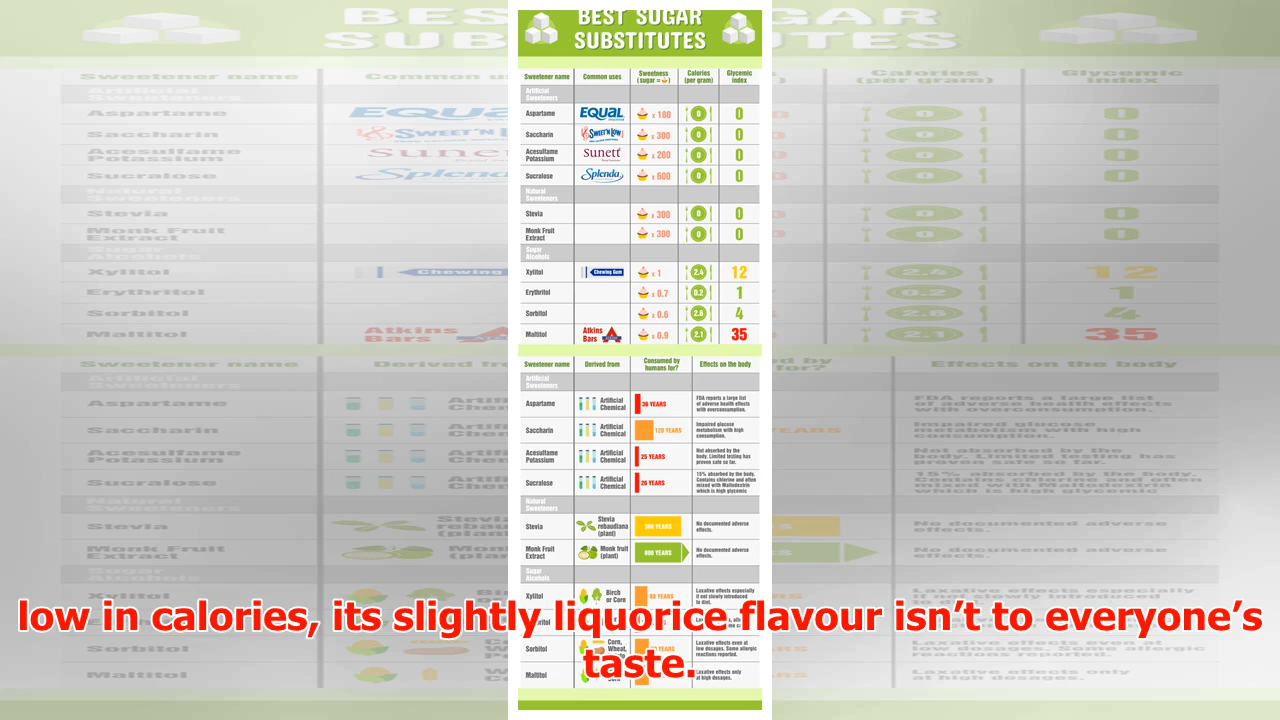 BEST SUGAR
SUBSTITUTES
Sweetener name Common uses Sweetness (sugar = ) Calories (per gram) Glycemic index
Artificial
Sweeteners
Aspartame EQUAL x 180 0 0
Saccharin SWEET'N LOW x 300 0 0
Acesulfame
Potassium sunett x 200 0 0
Sucralose Splenda x 600 0 0
Natural
Sweeteners
Stevia x 300 0 0
Monk Fruit
Extract x 300 0 0
Sugar
Alcohols
Xylitol Chewing Gum x 1 2.4 12
Erythritol x 0.7 0.2 1
Sorbitol x 0.6 2.6 4
Maltitol Atkins Bars x 0.9 2.1 35
Sweetener name Derived from Consumed by humans for? Effects on the body
Artificial
Sweeteners
Aspartame Artificial Chemical 36 YEARS FDA reports a large list of adverse health effects with overconsumption.
Saccharin Artificial Chemical 120 YEARS Impaired glucose metabolism with high consumption.
Acesulfame
Potassium Artificial Chemical 25 YEARS Not absorbed by the body. Limited testing has proven safe so far.
Sucralose Artificial Chemical 26 YEARS 15% absorbed by the body. Contains chlorine and often mixed with Maltodextrin which is high glycemic
Natural
Sweeteners
Stevia Stevia rebaudiana (plant) 300 YEARS No documented adverse effects.
Monk Fruit
Extract Monk fruit (plant) 800 YEARS No documented adverse effects.
Sugar
Alcohols
Xylitol Birch or Corn YEARS Laxative effects especially if not slowly introduced to diet.
low in calories, its slightly liquorice flavour isn’t to everyone’s
Sorbitol Corn, Wheat, YEARS Laxative effects even at low dosages. Some allergic reactions reported.
taste.
Maltitol Laxative effects only at high dosages.